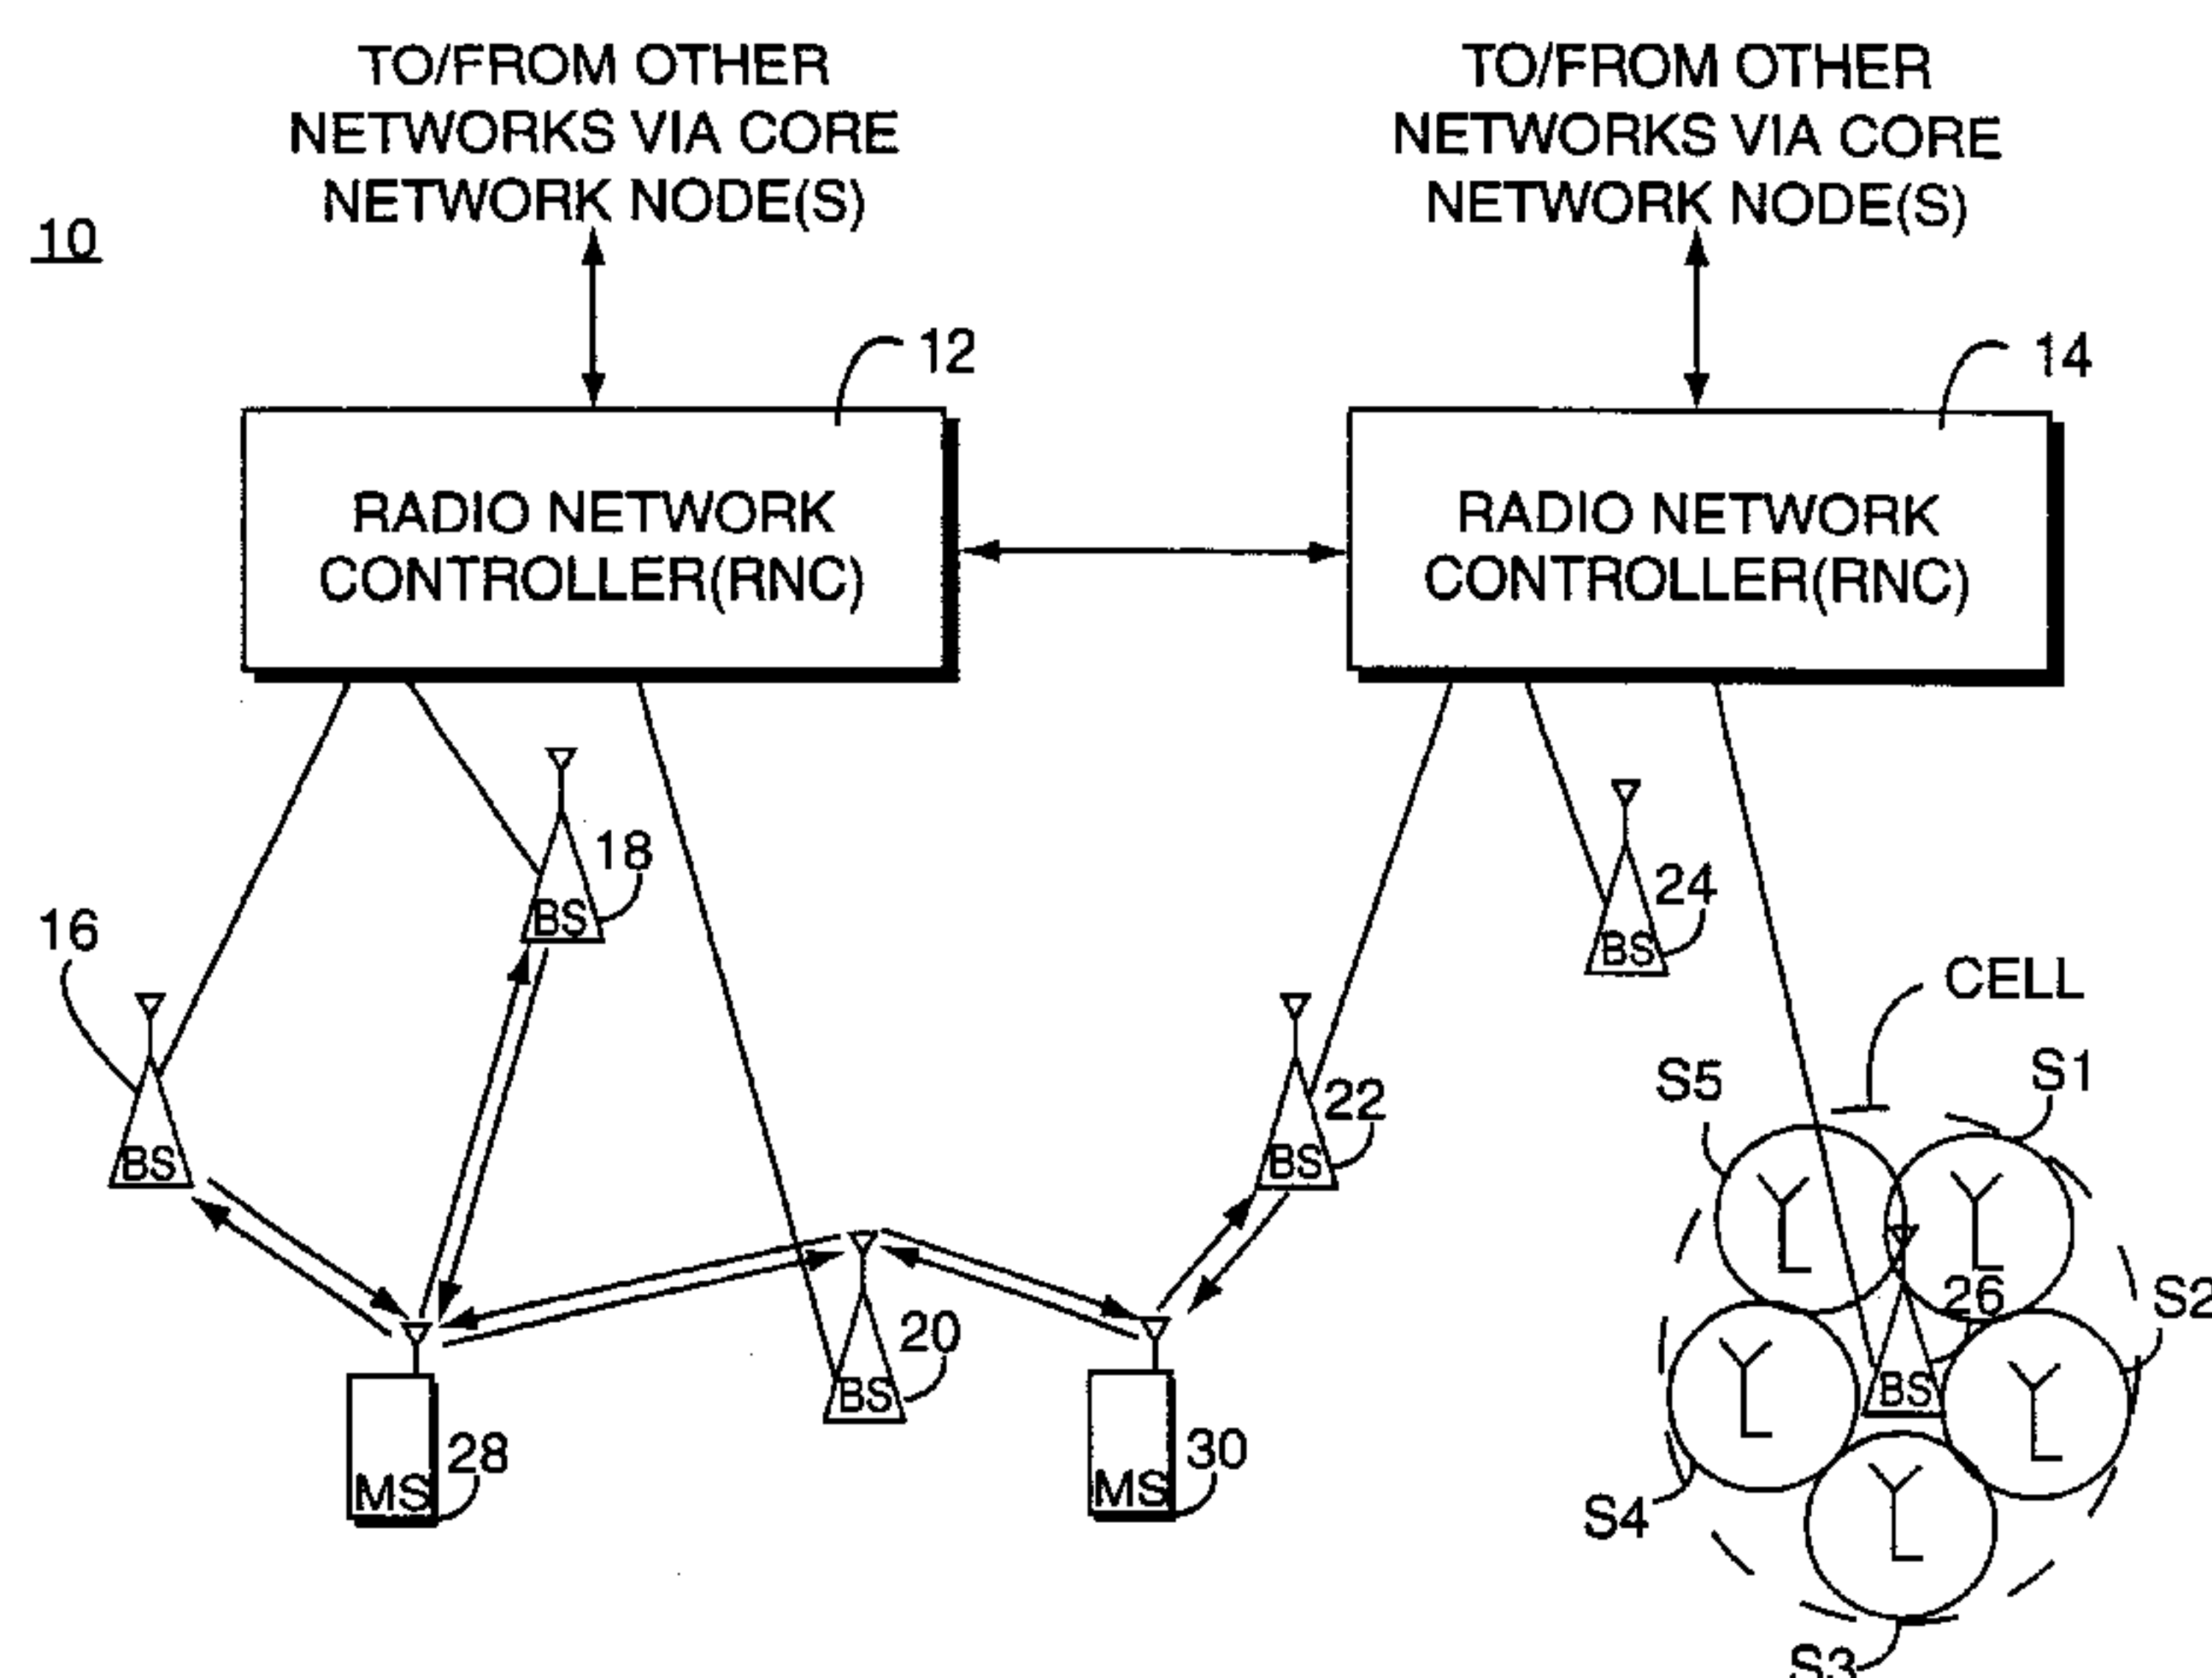 TO/FROM OTHER
NETWORKS VIA CORE
NETWORK NODE(S)
TO/FROM OTHER
NETWORKS VIA CORE
NETWORK NODE(S)
10
12
14
RADIO NETWORK
CONTROLLER(RNC)
RADIO NETWORK
CONTROLLER(RNC)
18
BS
24
BS
16
BS
CELL
22
BS
S5
S1
26
BS
S2
20
BS
28
MS
30
MS
S4
S3